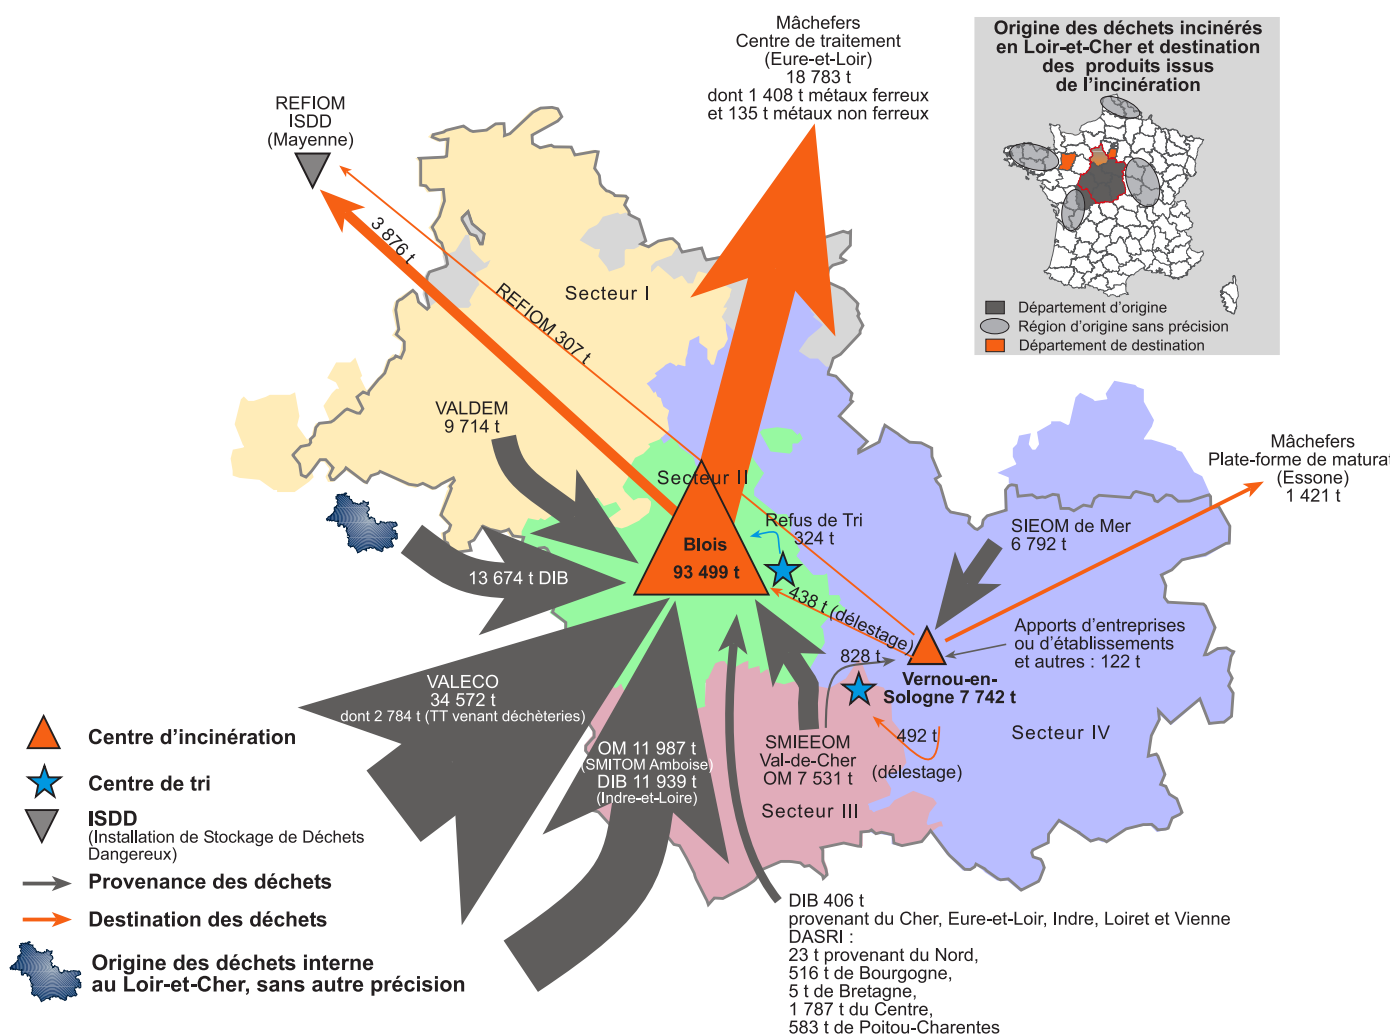 Mâchefers
Centre de traitement
(Eure-et-Loir)
18 783 t
dont 1 408 t métaux ferreux
et 135 t métaux non ferreux
Origine des déchets incinérés
en Loir-et-Cher et destination
des produits issus
de l'incinération
Département d'origine
Région d'origine sans précision
Département de destination
REFIOM
ISDD
(Mayenne)
3 876 t
REFIOM 307 t
Secteur I
VALDEM
9 714 t
Secteur II
Refus de Tri
324 t
Blois
93 499 t
13 674 t DIB
438 t (délestage)
SIEOM de Mer
6 792 t
Mâchefers
Plate-forme de maturat
(Essone)
1 421 t
Apports d'entreprises
ou d'établissements
et autres : 122 t
828 t
Vernou-en-
Sologne 7 742 t
492 t
(délestage)
Secteur IV
VALECO
34 572 t
dont 2 784 t (TT venant déchèteries)
OM 11 987 t
(SMITOM Amboise)
DIB 11 939 t
(Indre-et-Loire)
SMIEEOM
Val-de-Cher
OM 7 531 t
Secteur III
Centre d'incinération
Centre de tri
ISDD
(Installation de Stockage de Déchets
Dangereux)
Provenance des déchets
Destination des déchets
Origine des déchets interne
au Loir-et-Cher, sans autre précision
DIB 406 t
provenant du Cher, Eure-et-Loir, Indre, Loiret et Vienne
DASRI :
23 t provenant du Nord,
516 t de Bourgogne,
5 t de Bretagne,
1 787 t du Centre,
583 t de Poitou-Charentes